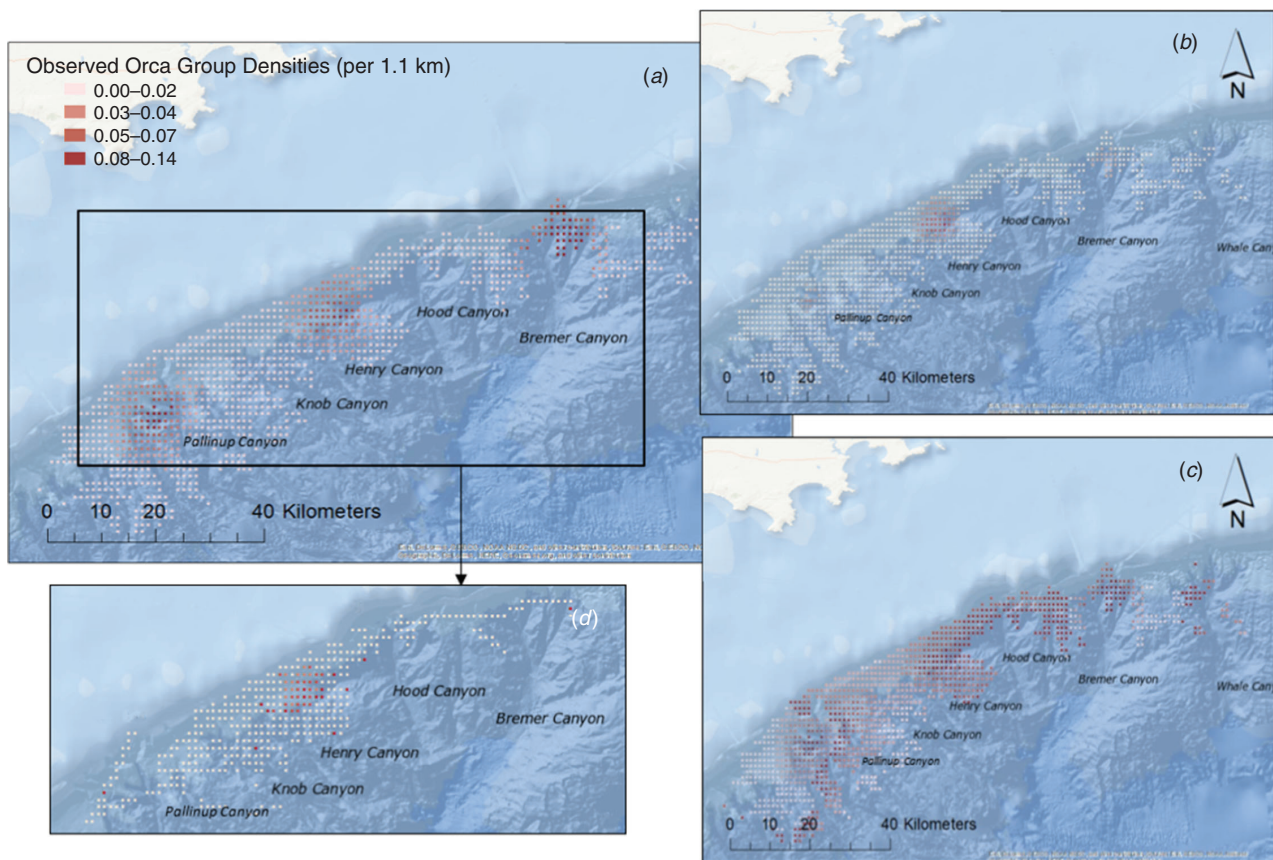 Observed Orca Group Densities (per 1.1 km)
0.00–0.02
0.03–0.04
0.05–0.07
0.08–0.14
(a)
Hood Canyon
Bremer Canyon
Henry Canyon
Knob Canyon
Pallinup Canyon
0 10 20 40 Kilometers
(b)
N
Hood Canyon
Bremer Canyon
Whale Can
Henry Canyon
Knob Canyon
Pallinup Canyon
0 10 20 40 Kilometers
(c)
N
Hood Canyon
Bremer Canyon
Whale Can
Henry Canyon
Knob Canyon
Pallinup Canyon
0 10 20 40 Kilometers
(d)
Hood Canyon
Bremer Canyon
Henry Canyon
Knob Canyon
Pallinup Canyon